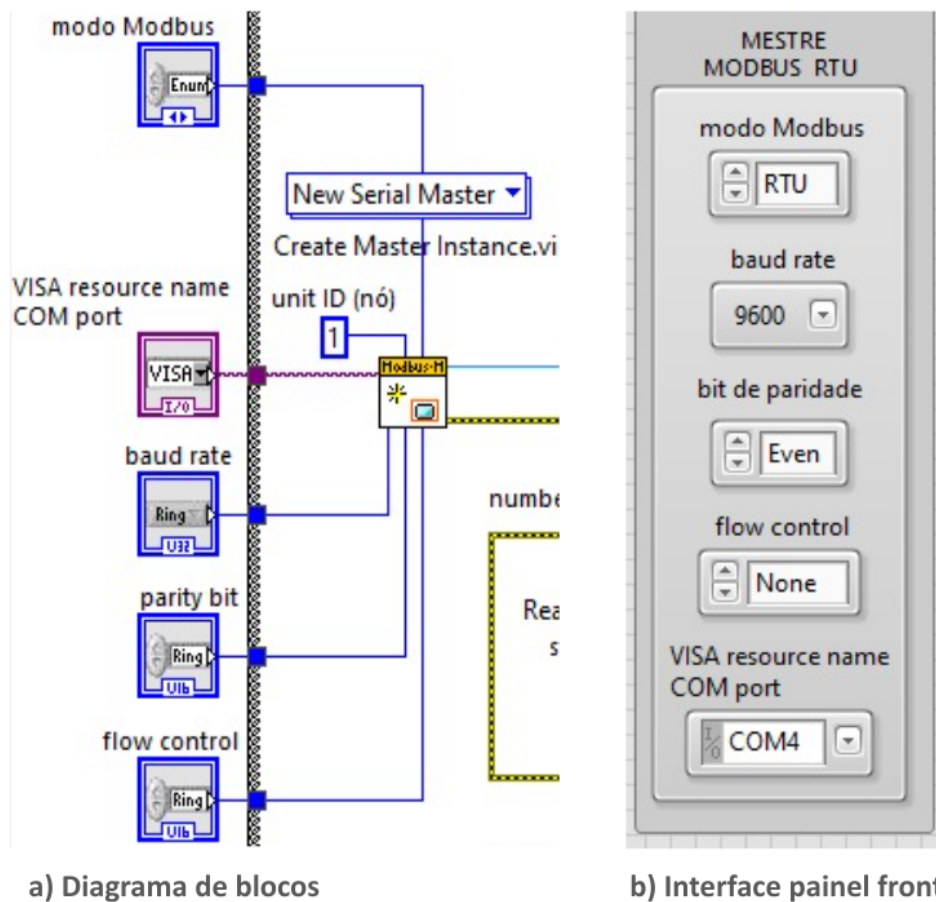 modo Modbus
Enum
New Serial Master
Create Master Instance.vi
VISA resource name
COM port
unit ID (nó)
1
VISA
I/O
Modbus-M
baud rate
Ring
U32
numbe
parity bit
Ring
U16
Rea
s
flow control
Ring
U16
a) Diagrama de blocos
MESTRE
MODBUS RTU
modo Modbus
RTU
baud rate
9600
bit de paridade
Even
flow control
None
VISA resource name
COM port
I/O
COM4
b) Interface painel front